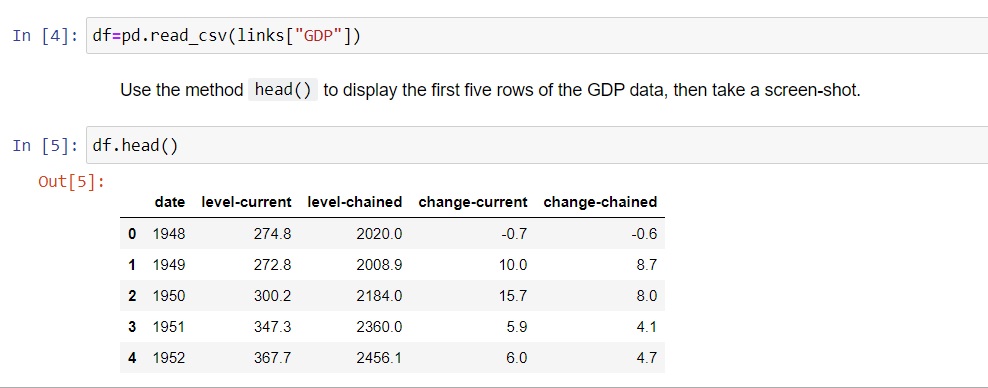 In [4]: df=pd.read_csv(links["GDP"])
Use the method head() to display the first five rows of the GDP data, then take a screen-shot.
In [5]: df.head()
Out[5]:
date level-current level-chained change-current change-chained
0 1948 274.8 2020.0 -0.7 -0.6
1 1949 272.8 2008.9 10.0 8.7
2 1950 300.2 2184.0 15.7 8.0
3 1951 347.3 2360.0 5.9 4.1
4 1952 367.7 2456.1 6.0 4.7